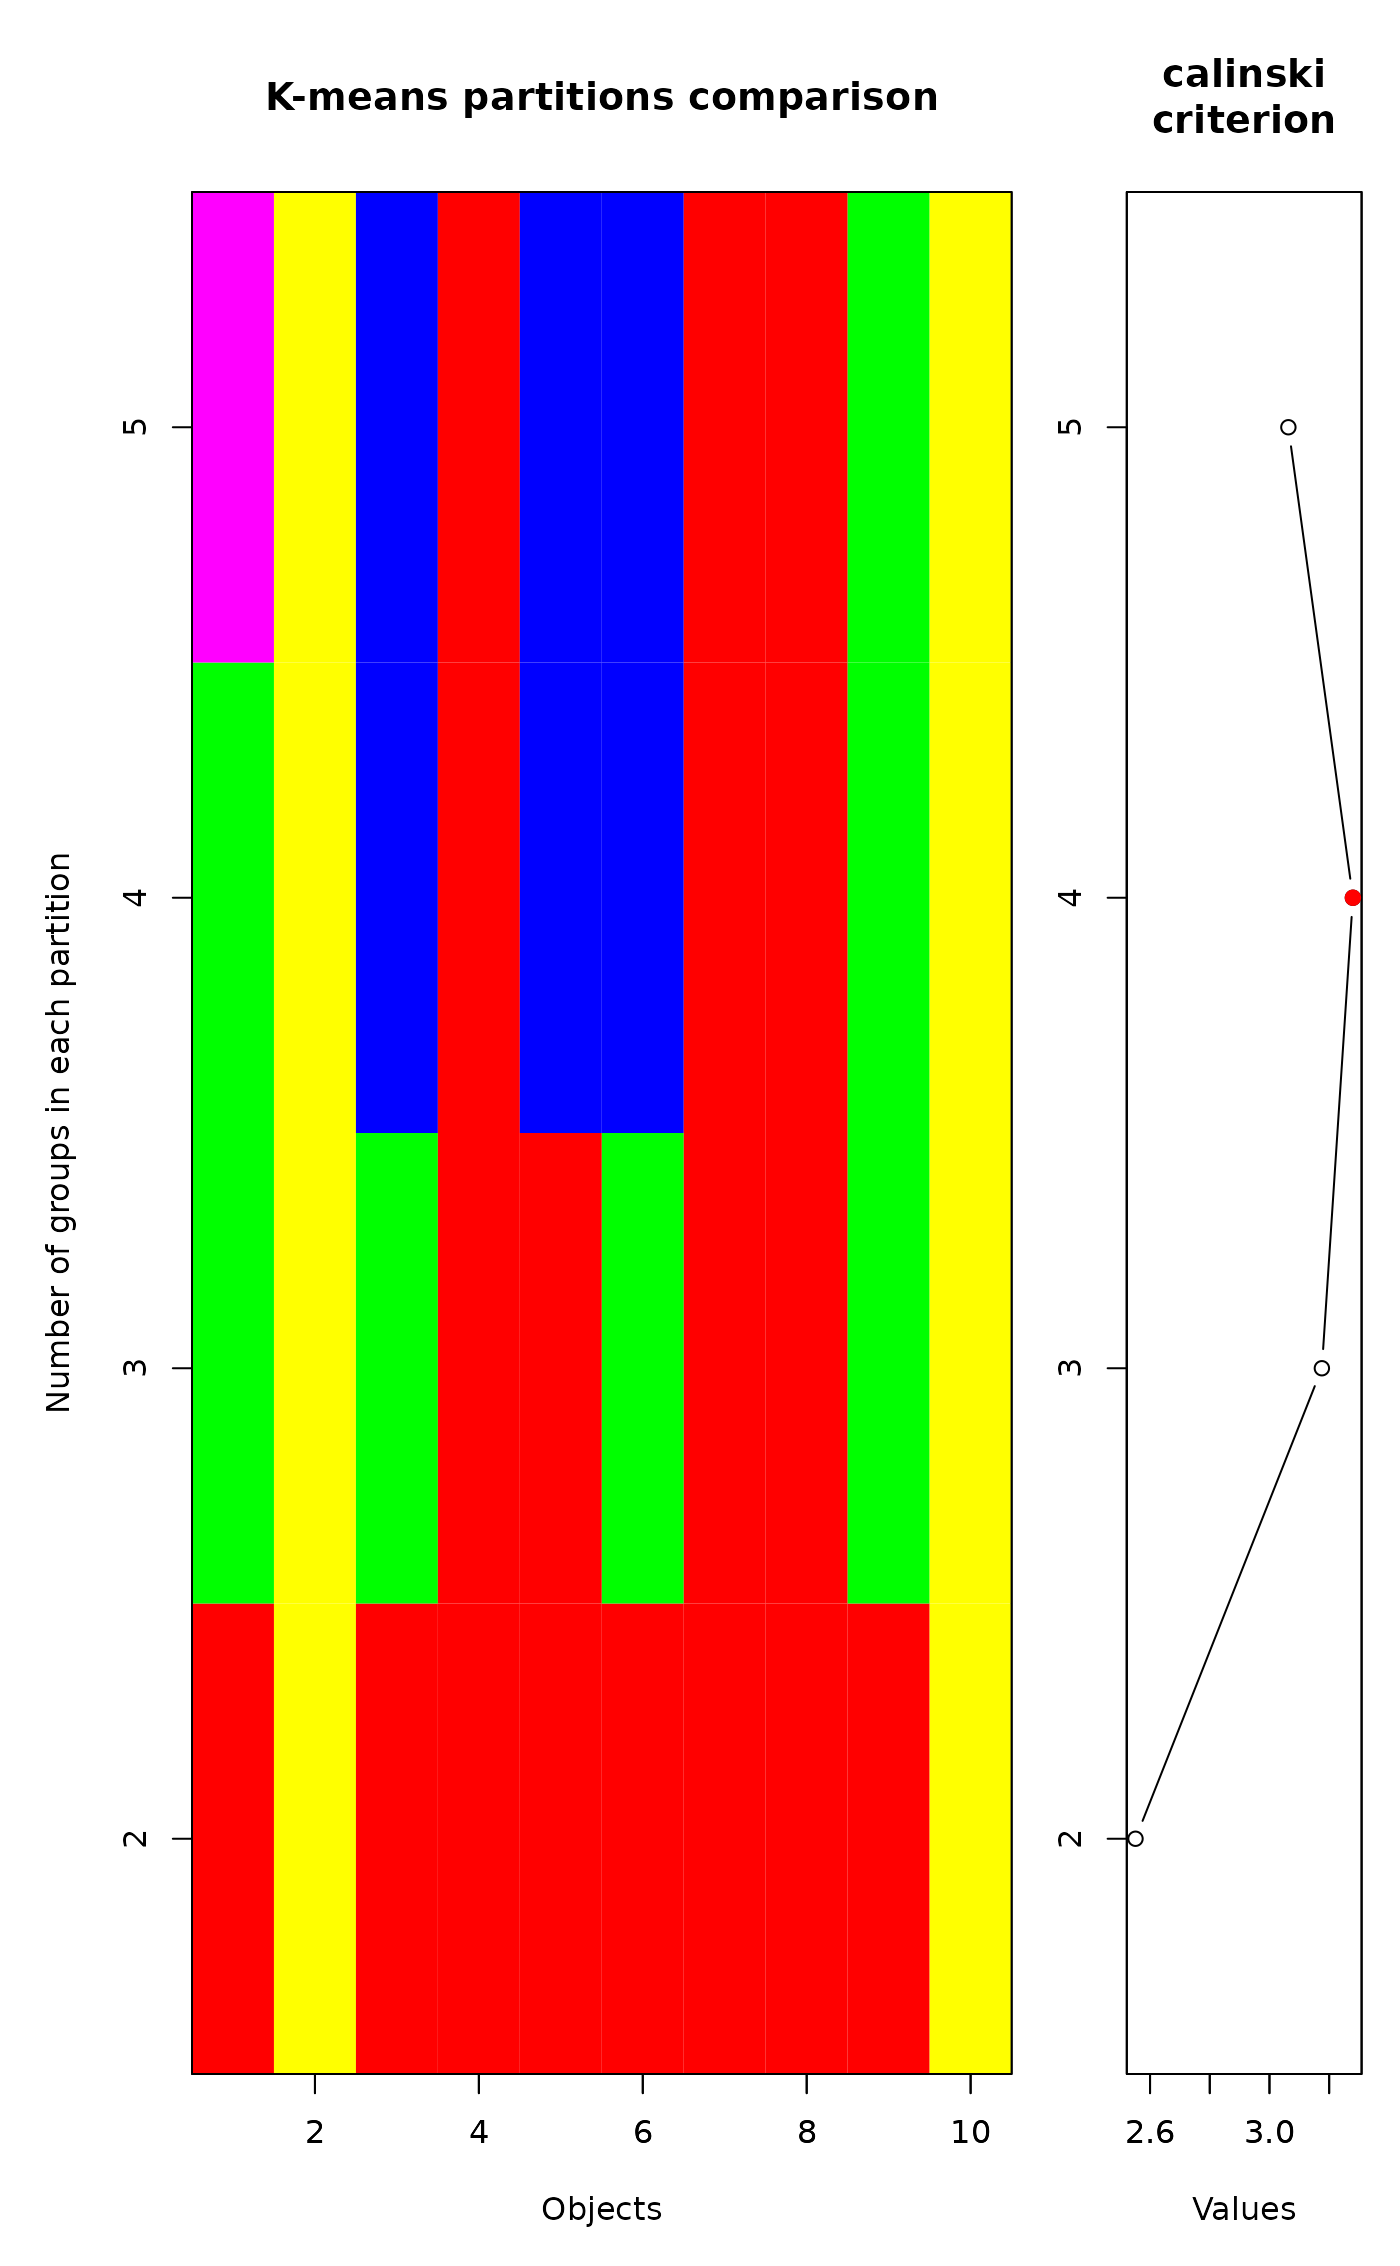 K-means partitions comparison
calinski
criterion
Number of groups in each partition
5
4
3
2
2 4 6 8 10
Objects
5
4
3
2
2.6 3.0
Values